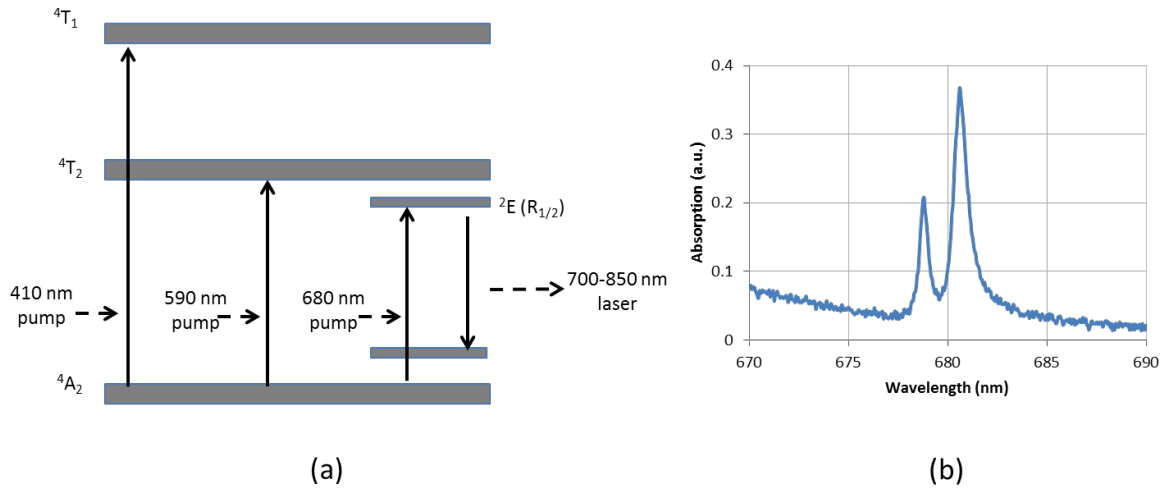 ⁴T₁
⁴T₂
²E (R₁/₂)
410 nm
pump
590 nm
pump
680 nm
pump
700-850 nm
laser
⁴A₂
(a)
0.4
0.3
0.2
0.1
0
Absorption (a.u.)
670 675 680 685 690
Wavelength (nm)
(b)